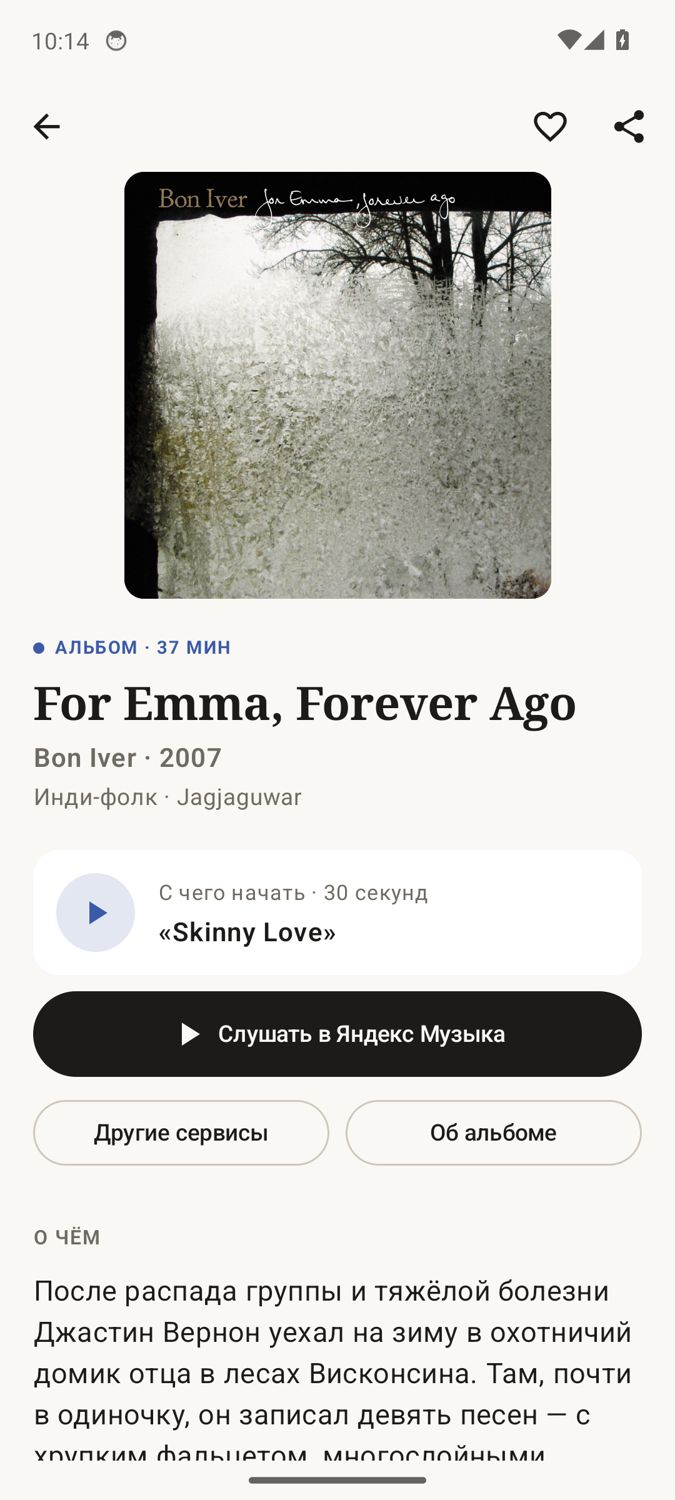 10:14
Bon Iver for Emma, forever ago
АЛЬБОМ · 37 МИН
For Emma, Forever Ago
Bon Iver · 2007
Инди-фолк · Jagjaguwar
С чего начать · 30 секунд
«Skinny Love»
Слушать в Яндекс Музыка
Другие сервисы
Об альбоме
О ЧЁМ
После распада группы и тяжёлой болезни
Джастин Вернон уехал на зиму в охотничий
домик отца в лесах Висконсина. Там, почти
в одиночку, он записал девять песен — с
хрупким фальцетом, многослойными